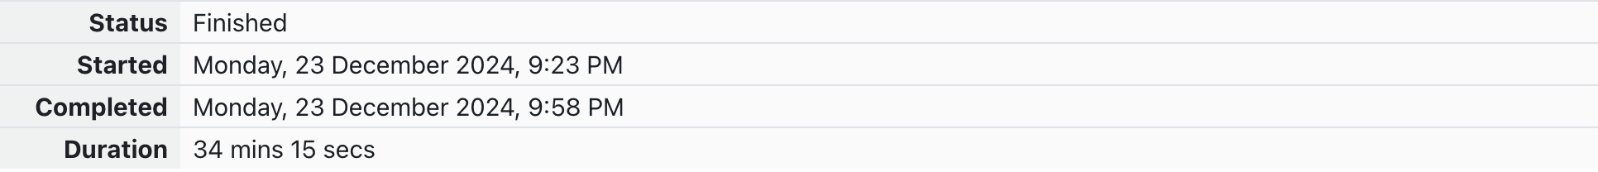 Status Finished
Started Monday, 23 December 2024, 9:23 PM
Completed Monday, 23 December 2024, 9:58 PM
Duration 34 mins 15 secs